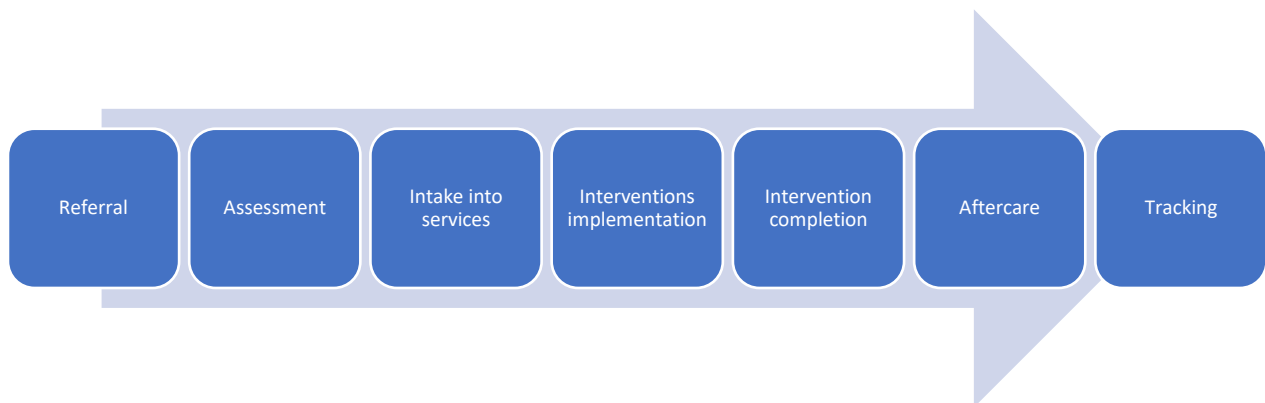 Referral
Assessment
Intake into
services
Interventions
implementation
Intervention
completion
Aftercare
Tracking